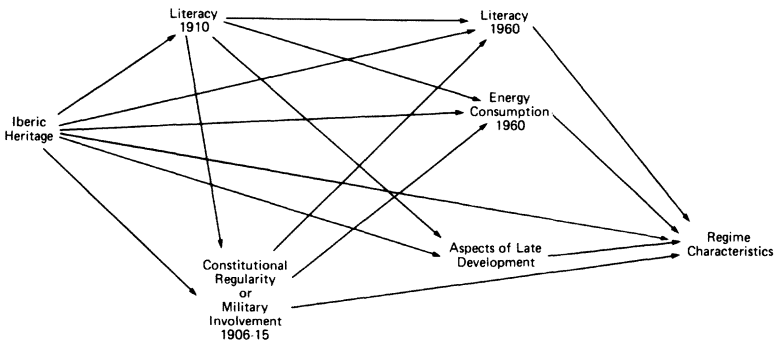 Literacy
1910
Literacy
1960
Energy
Consumption
1960
Iberic
Heritage
Aspects of Late
Development
Regime
Characteristics
Constitutional
Regularity
or
Military
Involvement
1906-15